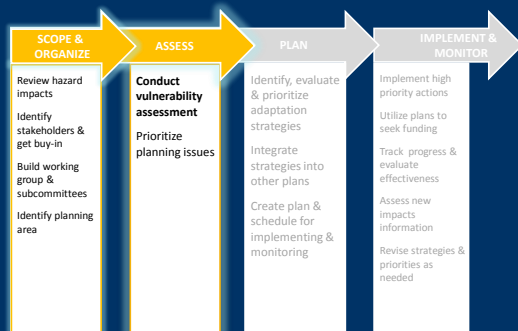 SCOPE &
ORGANIZE
Review hazard
impacts
Identify
stakeholders &
get buy-in
Build working
group &
subcommittees
Identify planning
area
ASSESS
Conduct
vulnerability
assessment
Prioritize
planning issues
PLAN
Identify, evaluate
& prioritize
adaptation
strategies
Integrate
strategies into
other plans
Create plan &
schedule for
implementing &
monitoring
IMPLEMENT &
MONITOR
Implement high
priority actions
Utilize plans to
seek funding
Track progress &
evaluate
effectiveness
Assess new
impacts
information
Revise strategies &
priorities as
needed